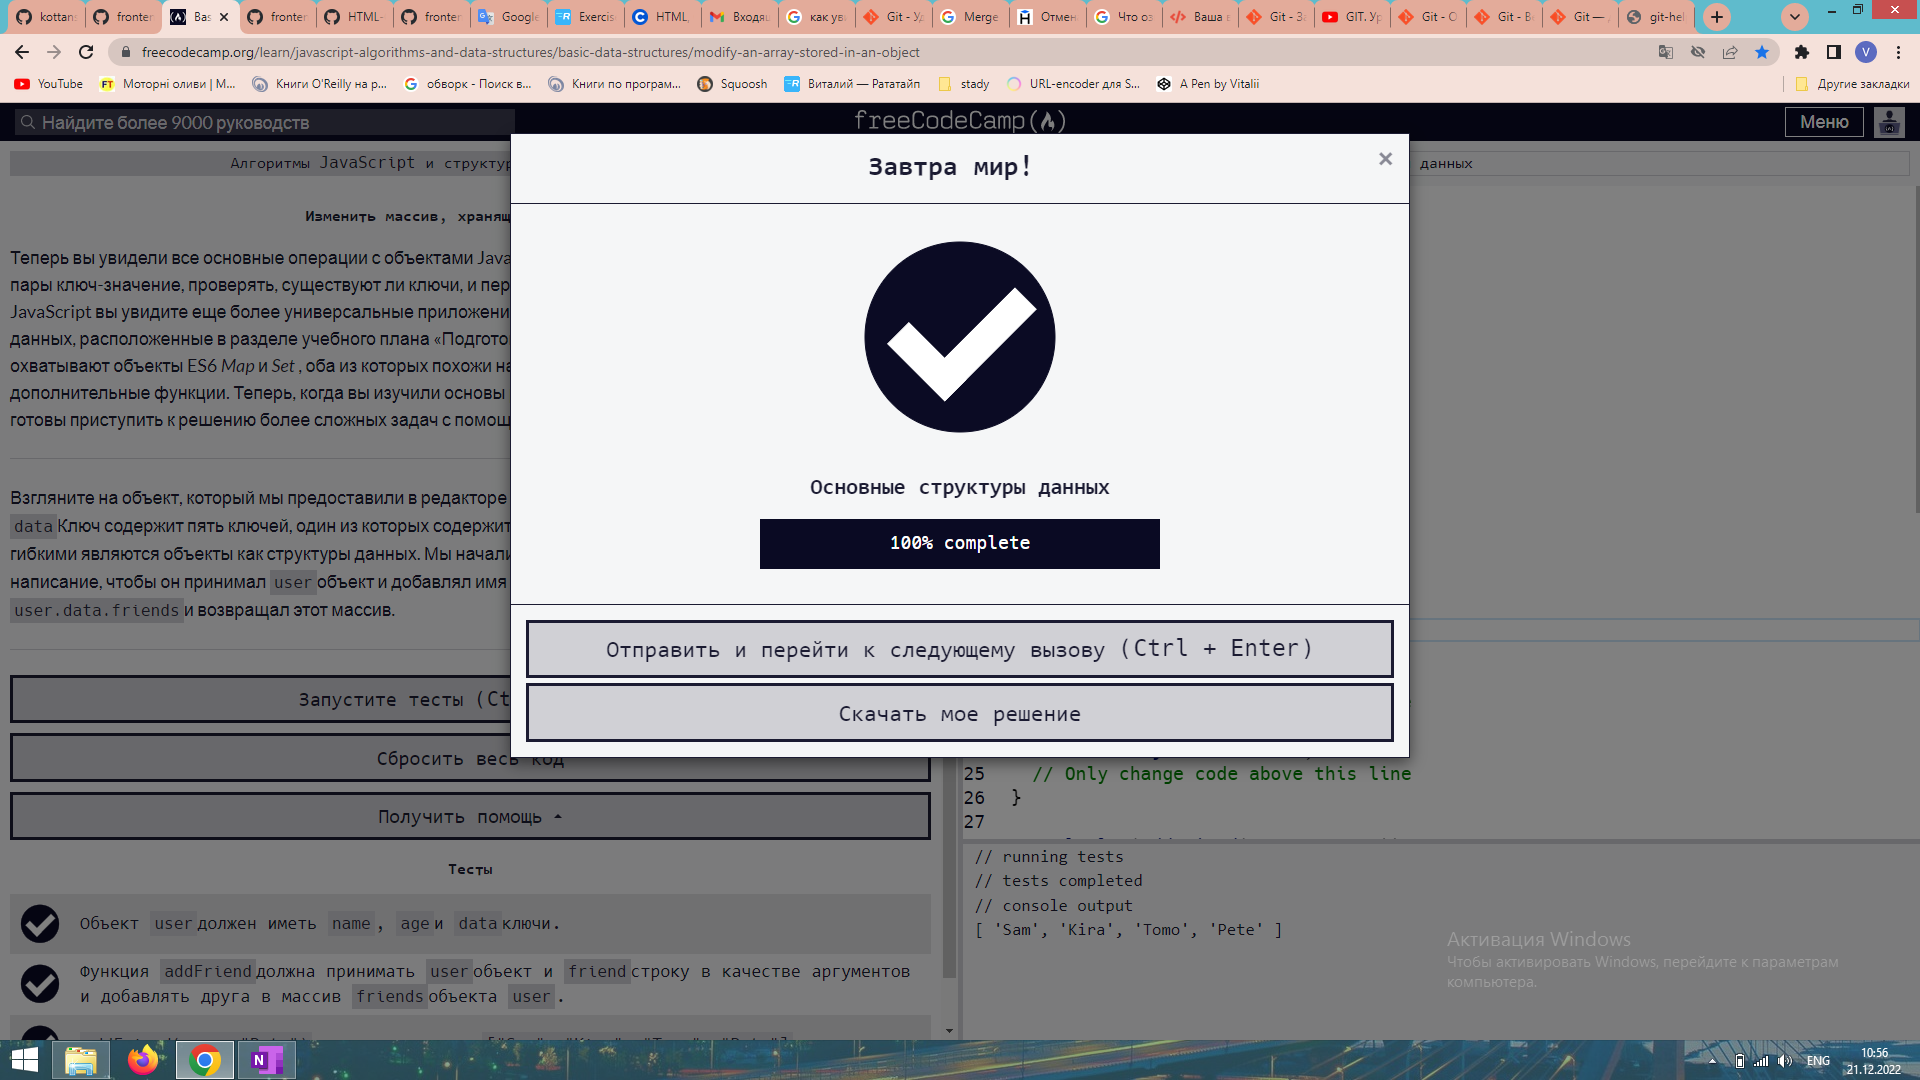 kottans
fronten
Bas
fronten
HTML-
fronten
Google
Exercis
HTML,
Входящ
как уви
Git - Уд
Merge
Отмен
Что оз
Ваша в
Git - За
GIT. Ур
Git - О
Git - Ве
Git —
git-hel
freecodecamp.org/learn/javascript-algorithms-and-data-structures/basic-data-structures/modify-an-array-stored-in-an-object
V
YouTube
Моторні оливи | М...
Книги O'Reilly на р...
обворк - Поиск в...
Книги по програм...
Squoosh
Виталий — Рататайп
stady
URL-encoder для S...
A Pen by Vitalii
Другие закладки
Найдите более 9000 руководств
freeCodeCamp
Меню
Алгоритмы JavaScript и структур
данных
Завтра мир!
×
Изменить массив, хранящ
Теперь вы увидели все основные операции с объектами Java
пары ключ-значение, проверять, существуют ли ключи, и пер
JavaScript вы увидите еще более универсальные приложени
данных, расположенные в разделе учебного плана «Подгото
охватывают объекты ES6 Map и Set , оба из которых похожи на
дополнительные функции. Теперь, когда вы изучили основы
готовы приступить к решению более сложных задач с помощ
Взгляните на объект, который мы предоставили в редакторе
data Ключ содержит пять ключей, один из которых содержит
гибкими являются объекты как структуры данных. Мы начали
написание, чтобы он принимал user объект и добавлял имя
user.data.friends и возвращал этот массив.
Основные структуры данных
100% complete
Отправить и перейти к следующему вызову (Ctrl + Enter)
Скачать мое решение
Запустите тесты (Ct
Сбросить весь код
Получить помощь
Тесты
Объект user должен иметь name , age и data ключи.
Функция addFriend должна принимать user объект и friend строку в качестве аргументов
и добавлять друга в массив friends объекта user .
25 // Only change code above this line
26 }
27
// running tests
// tests completed
// console output
[ 'Sam', 'Kira', 'Tomo', 'Pete' ]
Активация Windows
Чтобы активировать Windows, перейдите к параметрам
компьютера.
ENG
10:56
21.12.2022